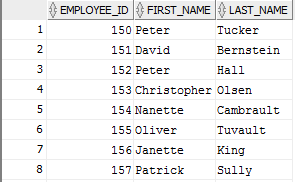 EMPLOYEE_ID FIRST_NAME LAST_NAME
1 150 Peter Tucker
2 151 David Bernstein
3 152 Peter Hall
4 153 Christopher Olsen
5 154 Nanette Cambrault
6 155 Oliver Tuvault
7 156 Janette King
8 157 Patrick Sully